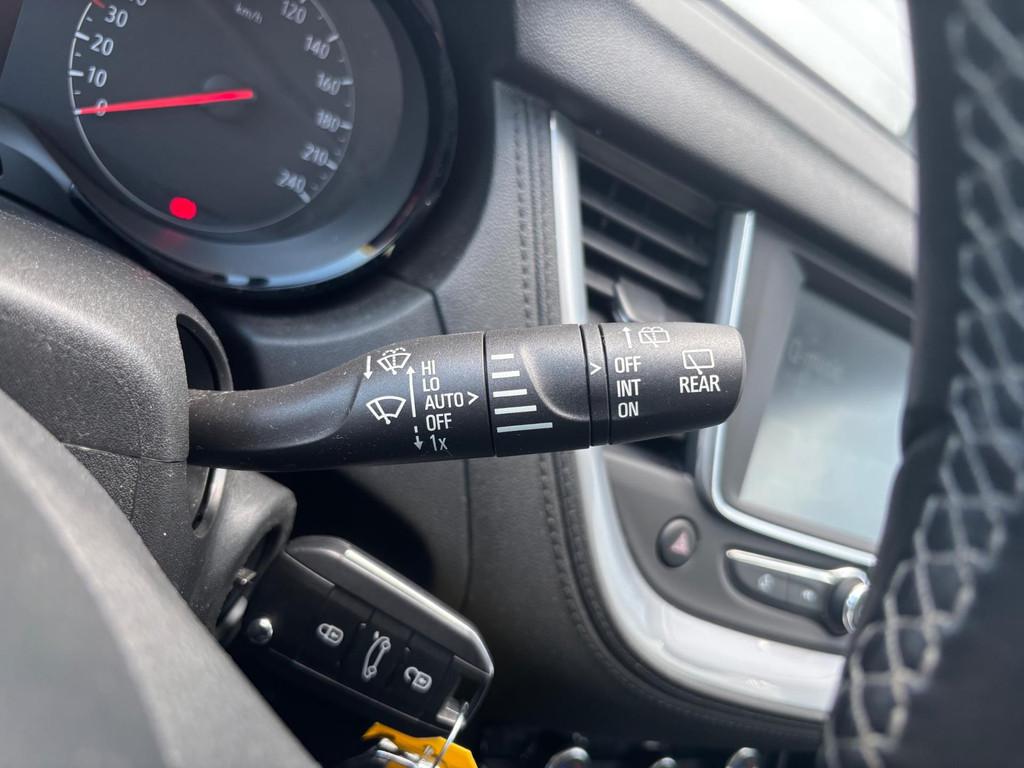 30
20
10
0
km/h
120
140
160
180
210
240
HI
LO
AUTO >
OFF
1x
> OFF
INT
ON
REAR